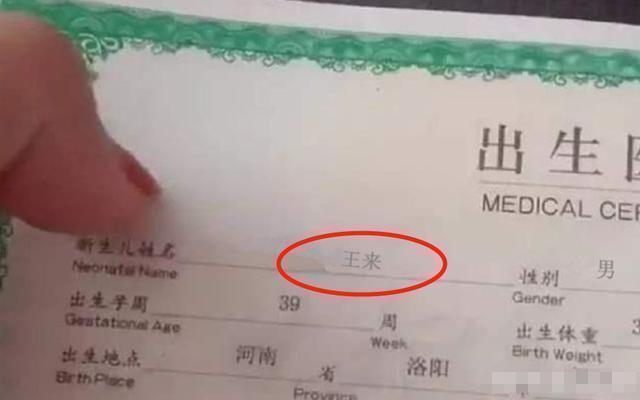 出生
MEDICAL CER
新生儿姓名 王来 性别 男
Neonatal Name Gender
出生孕周 39 周 出生体重 3
Gestational Age Week Birth Weight
出生地点 河南 省 洛阳
Birth Place Province